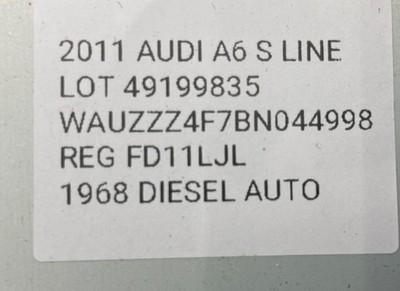 2011 AUDI A6 S LINE
LOT 49199835
WAUZZZ4F7BN044998
REG FD11LJL
1968 DIESEL AUTO